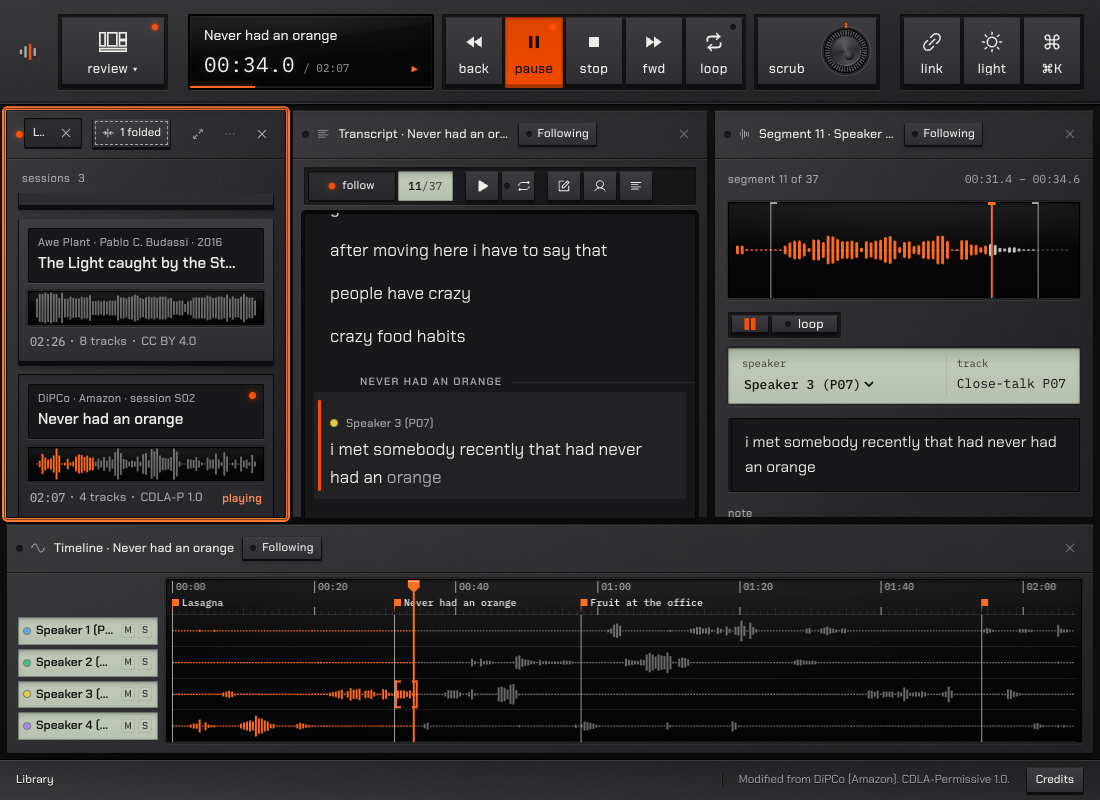 review
Never had an orange
00:34.0 / 02:07
back
pause
stop
fwd
loop
scrub
link
light
⌘K
L..
1 folded
sessions 3
Awe Plant · Pablo C. Budassi · 2016
The Light caught by the St...
02:26 · 8 tracks · CC BY 4.0
DiPCo · Amazon · session S02
Never had an orange
02:07 · 4 tracks · CDLA-P 1.0 playing
Transcript · Never had an or... Following
follow 11/37
after moving here i have to say that
people have crazy
crazy food habits
NEVER HAD AN ORANGE
Speaker 3 (P07)
i met somebody recently that had never
had an orange
Segment 11 · Speaker ... Following
segment 11 of 37 00:31.4 – 00:34.6
loop
speaker track
Speaker 3 (P07) Close-talk P07
i met somebody recently that had never had
an orange
note
Timeline · Never had an orange Following
00:00 00:20 00:40 01:00 01:20 01:40 02:00
Lasagna Never had an orange Fruit at the office
Speaker 1 (P... M S
Speaker 2 (... M S
Speaker 3 (... M S
Speaker 4 (... M S
Library Modified from DiPCo (Amazon). CDLA-Permissive 1.0. Credits